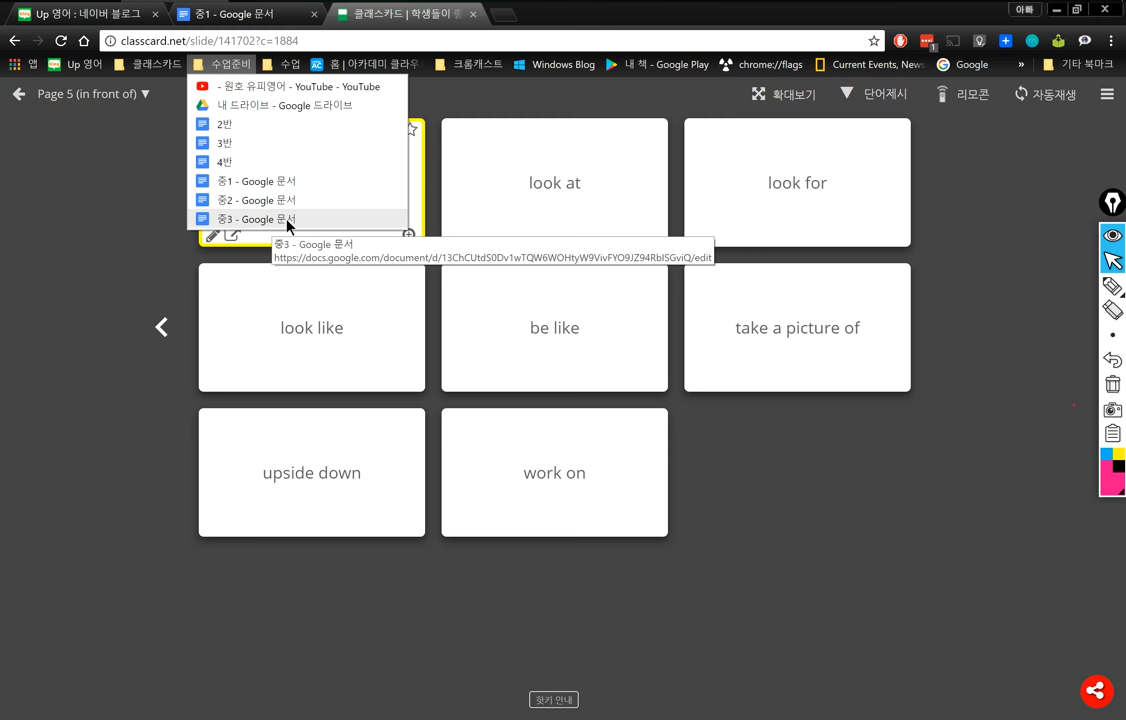 Up 영어 : 네이버 블로그
중1 - Google 문서
클래스카드 | 학생들이 좋
아빠
classcard.net/slide/141702?c=1884
1
앱
Up 영어
클래스카드
수업준비
수업
홈 | 아카데미 클라우
크롬캐스트
Windows Blog
내 책 - Google Play
chrome://flags
Current Events, New
Google
»
기타 북마크
Page 5 (in front of) ▼
확대보기
단어제시
리모콘
자동재생
- 원호 유피영어 - YouTube - YouTube
내 드라이브 - Google 드라이브
2반
3반
4반
중1 - Google 문서
중2 - Google 문서
중3 - Google 문서
중3 - Google 문서
https://docs.google.com/document/d/13ChCUtdS0Dv1wTQW6WOHtyW9VivFYO9JZ94RbISGviQ/edit
look at
look for
look like
be like
take a picture of
upside down
work on
핫키 안내